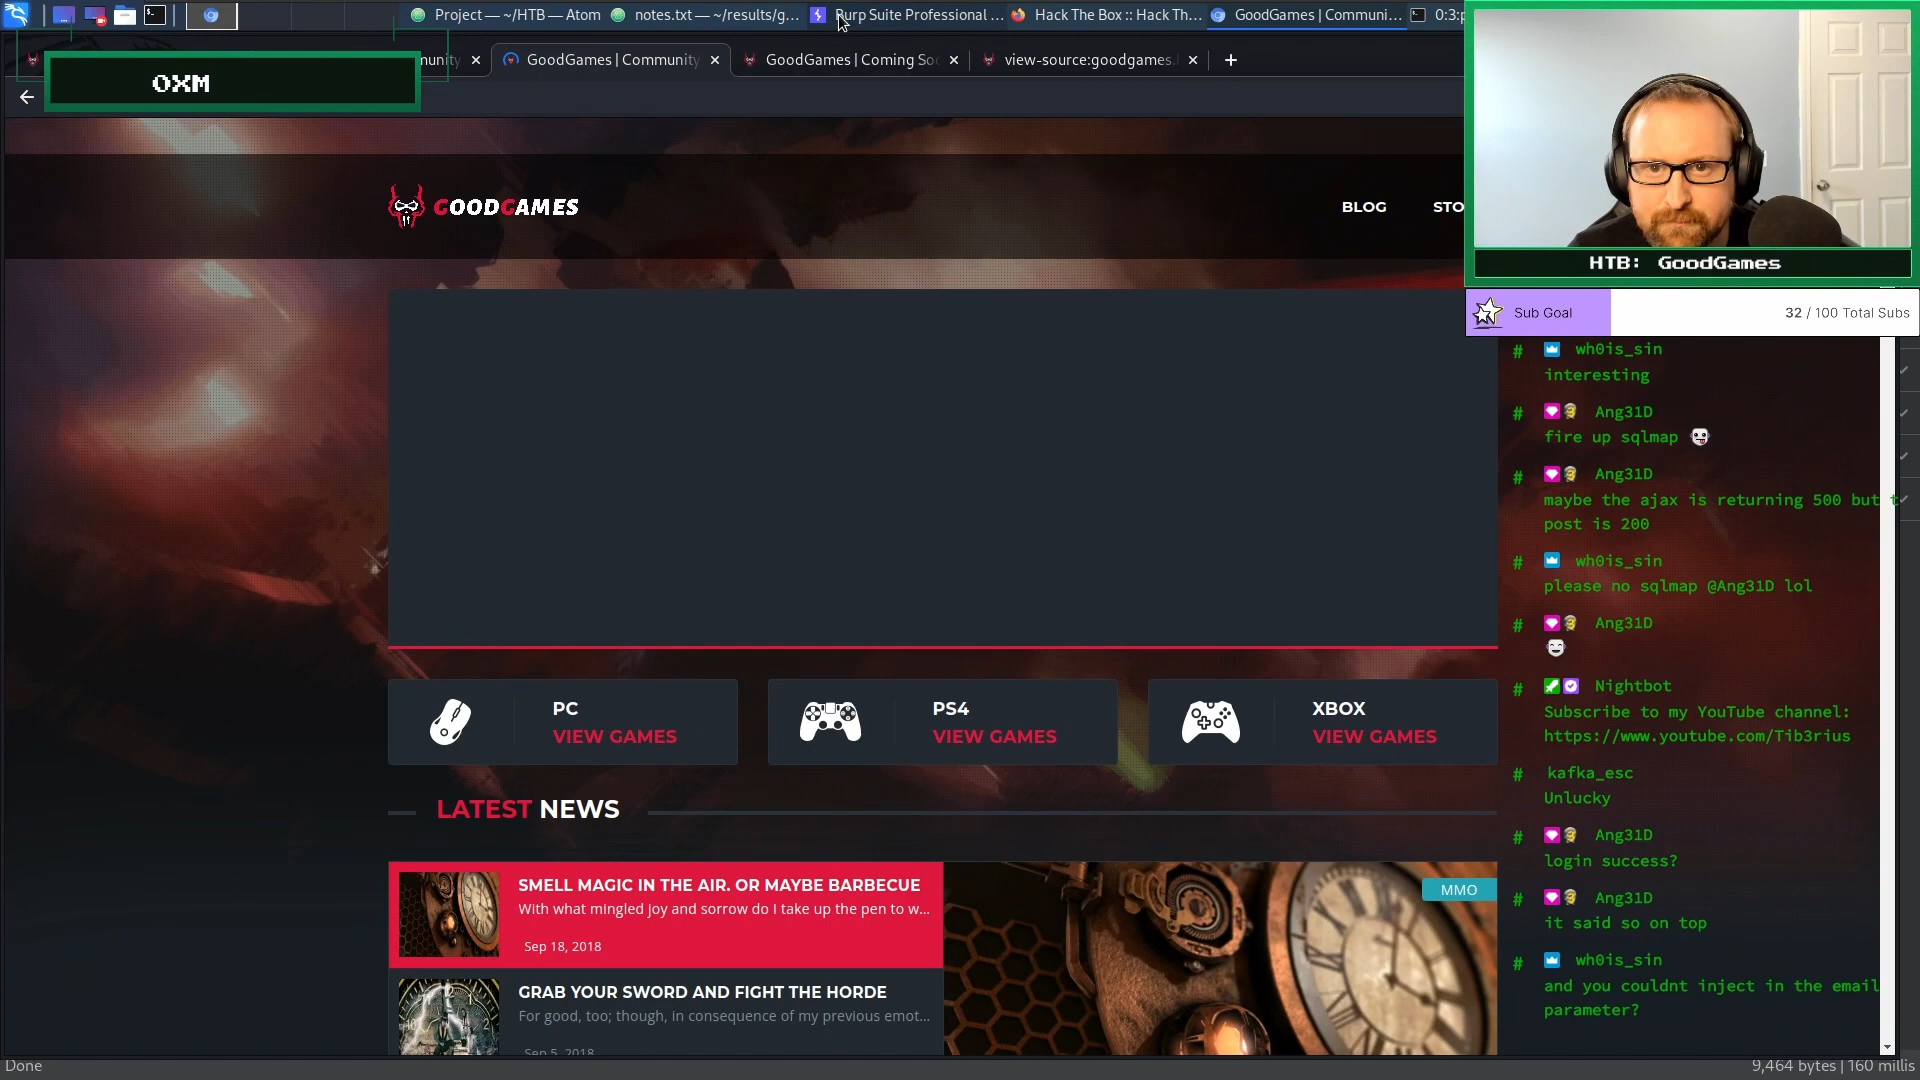 Project — ~/HTB — Atom
notes.txt — ~/results/g...
Burp Suite Professional ...
Hack The Box :: Hack Th...
GoodGames | Communi...
0:3:
munity
GoodGames | Community
GoodGames | Coming So
view-source:goodgames.
0XM
GOODGAMES
BLOG
STO
HTB: GoodGames
Sub Goal
32 / 100 Total Subs
# wh0is_sin
interesting
# Ang31D
fire up sqlmap
# Ang31D
maybe the ajax is returning 500 but t
post is 200
# wh0is_sin
please no sqlmap @Ang31D lol
# Ang31D
# Nightbot
Subscribe to my YouTube channel:
https://www.youtube.com/Tib3rius
# kafka_esc
Unlucky
# Ang31D
login success?
# Ang31D
it said so on top
# wh0is_sin
and you couldnt inject in the email
parameter?
PC
VIEW GAMES
PS4
VIEW GAMES
XBOX
VIEW GAMES
LATEST NEWS
SMELL MAGIC IN THE AIR. OR MAYBE BARBECUE
With what mingled joy and sorrow do I take up the pen to w...
Sep 18, 2018
MMO
GRAB YOUR SWORD AND FIGHT THE HORDE
For good, too; though, in consequence of my previous emot...
Sep 5, 2018
Done
9,464 bytes | 160 millis